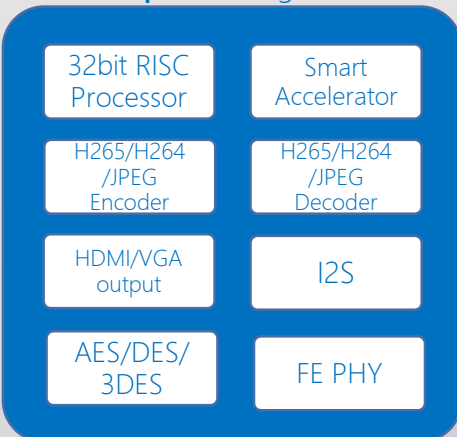 32bit RISC
Processor
Smart
Accelerator
H265/H264
/JPEG
Encoder
H265/H264
/JPEG
Decoder
HDMI/VGA
output
I2S
AES/DES/
3DES
FE PHY